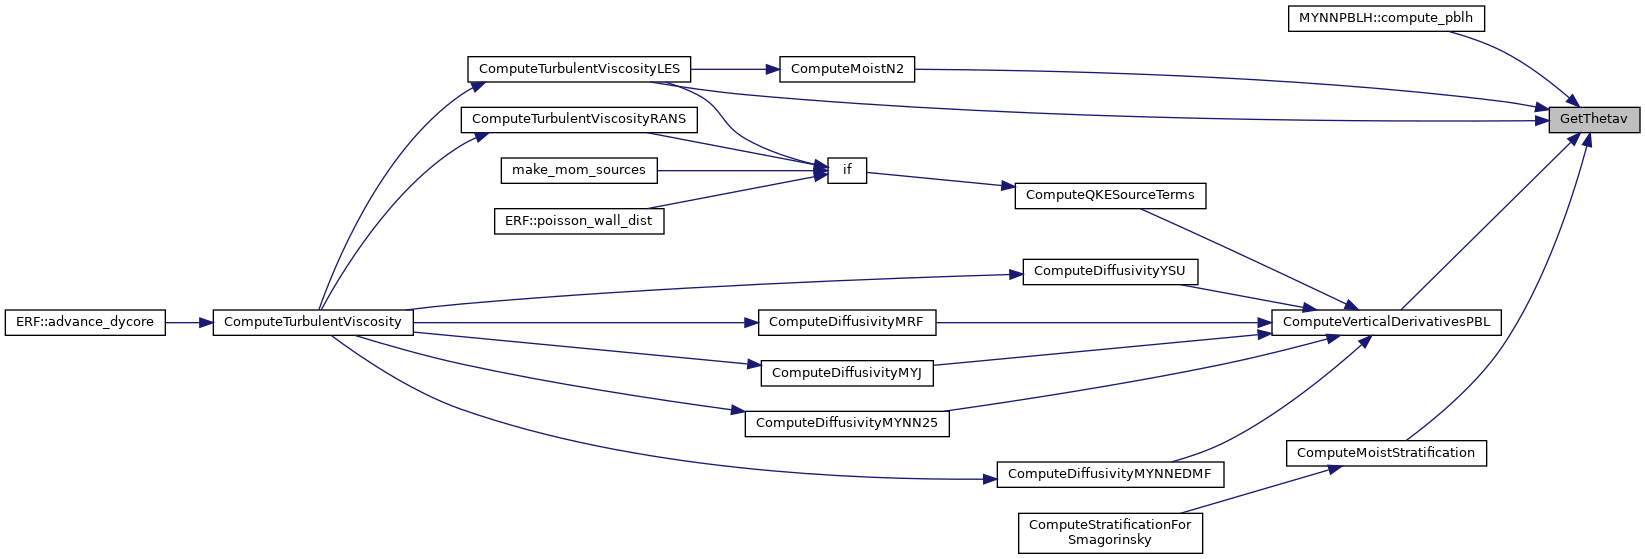 MYNNPBLH::compute_pblh
ComputeTurbulentViscosityLES
ComputeMoistN2
GetThetav
ComputeTurbulentViscosityRANS
make_mom_sources
if
ComputeQKESourceTerms
ERF::poisson_wall_dist
ComputeDiffusivityYSU
ERF::advance_dycore
ComputeTurbulentViscosity
ComputeDiffusivityMRF
ComputeVerticalDerivativesPBL
ComputeDiffusivityMYJ
ComputeDiffusivityMYNN25
ComputeMoistStratification
ComputeDiffusivityMYNNEDMF
ComputeStratificationFor
Smagorinsky